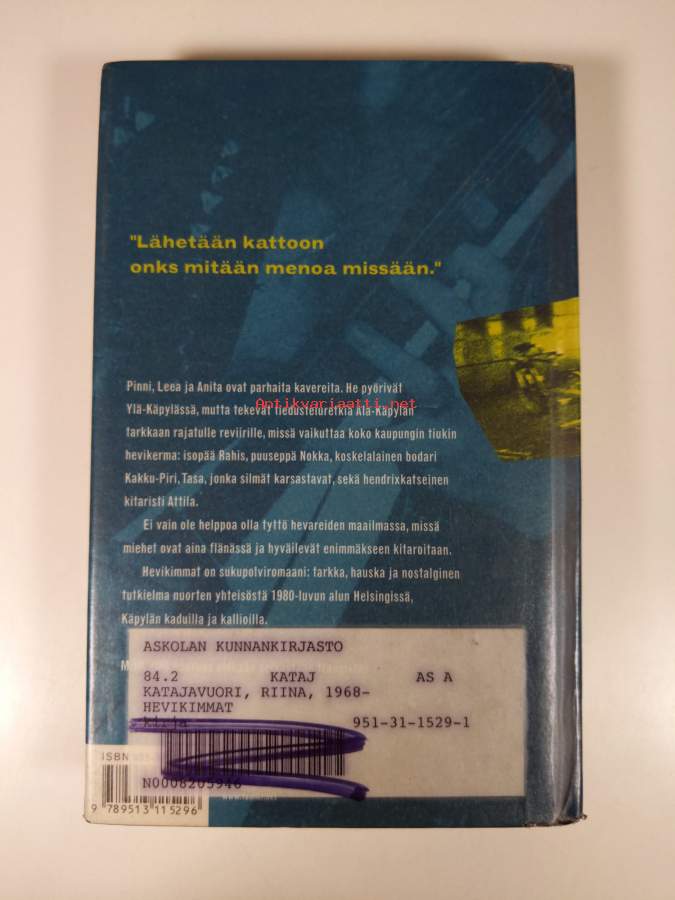 "Lähetään kattoon
onks mitään menoa missään."
Pinni, Leea ja Anita ovat parhaita kavereita. He pyörivät
Antikvariaatti.net
Ylä-Käpylässä, mutta tekevät tiedusteluretkiä Ala-Käpylän
tarkkaan rajatulle reviirille, missä vaikuttaa koko kaupungin tiukin
hevikerma: isopää Rahis, puuseppä Nokka, koskelalainen bodari
Kakku-Piri, Tasa, jonka silmät karsastavat, sekä hendrixkatseinen
kitaristi Attila.
Ei vain ole helppoa olla tyttö hevareiden maailmassa, missä
miehet ovat aina flänässä ja hyväilevät enimmäkseen kitaroitaan.
Hevikimmat on sukupolviromaani: tarkka, hauska ja nostalginen
tutkielma nuorten yhteisöstä 1980-luvun alun Helsingissä,
Käpylän kaduilla ja kallioilla.
ASKOLAN KUNNANKIRJASTO
84.2 KATAJ AS A
KATAJAVUORI, RIINA, 1968-
HEVIKIMMAT
kirja 951-31-1529-1
ISBN
N0008205946
9 789513 115296